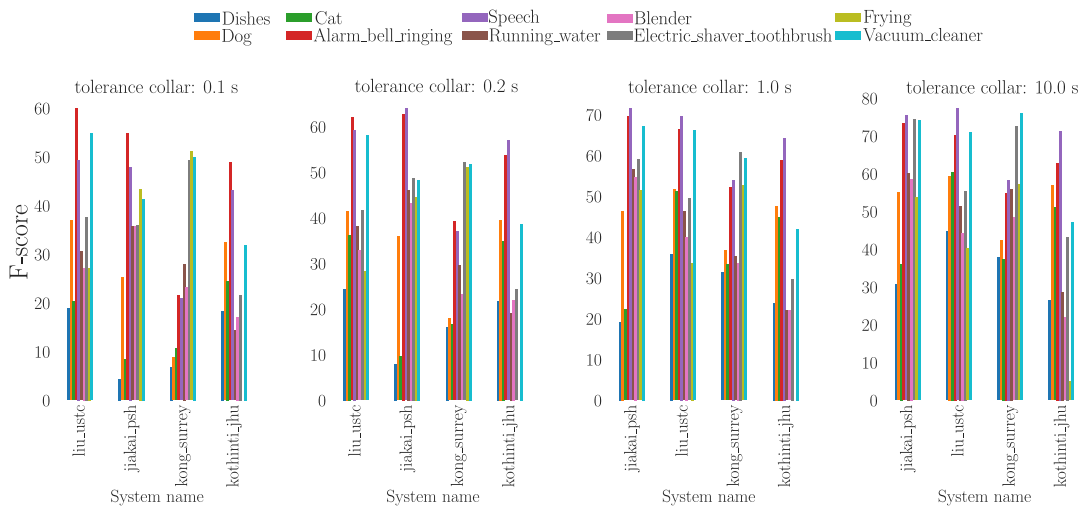 Dishes Cat Speech Blender Frying
Dog Alarm_bell_ringing Running_water Electric_shaver_toothbrush Vacuum_cleaner
tolerance collar: 0.1 s
F-score
60
50
40
30
20
10
0
liu_ustc
jiakai_psh
kong_surrey
kothinti_jhu
System name
tolerance collar: 0.2 s
60
50
40
30
20
10
0
liu_ustc
jiakai_psh
kong_surrey
kothinti_jhu
System name
tolerance collar: 1.0 s
70
60
50
40
30
20
10
0
jiakai_psh
liu_ustc
kong_surrey
kothinti_jhu
System name
tolerance collar: 10.0 s
80
70
60
50
40
30
20
10
0
jiakai_psh
liu_ustc
kong_surrey
kothinti_jhu
System name